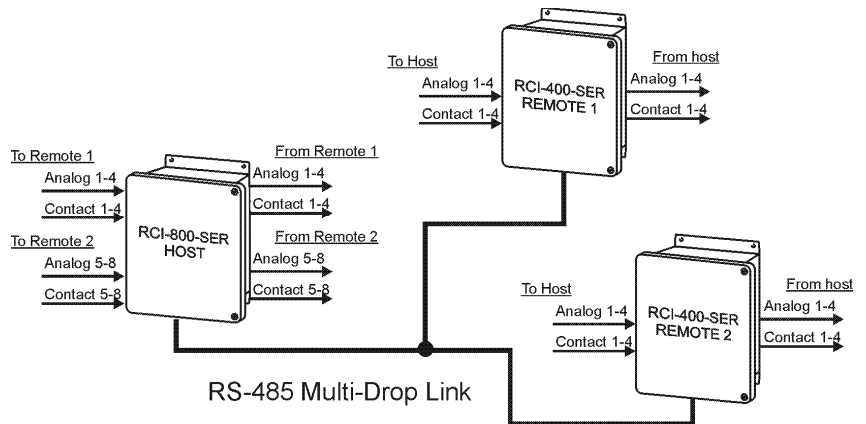 To Host
Analog 1-4
Contact 1-4
RCI-400-SER
REMOTE 1
From host
Analog 1-4
Contact 1-4
To Remote 1
Analog 1-4
Contact 1-4
To Remote 2
Analog 5-8
Contact 5-8
RCI-800-SER
HOST
From Remote 1
Analog 1-4
Contact 1-4
From Remote 2
Analog 5-8
Contact 5-8
To Host
Analog 1-4
Contact 1-4
RCI-400-SER
REMOTE 2
From host
Analog 1-4
Contact 1-4
RS-485 Multi-Drop Link